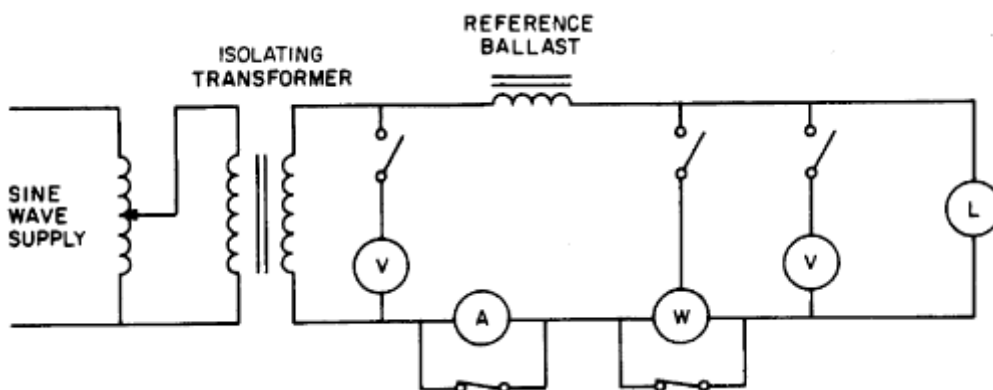 REFERENCE
BALLAST
ISOLATING
TRANSFORMER
SINE
WAVE
SUPPLY
V
A
W
V
L